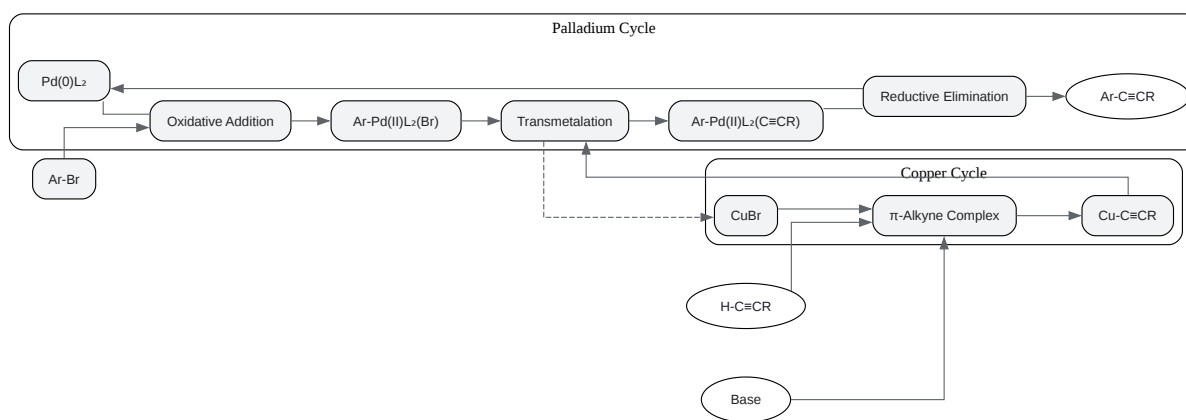 Palladium Cycle
Pd(0)L₂
Reductive Elimination
Ar-C≡CR
Oxidative Addition
Ar-Pd(II)L₂(Br)
Transmetalation
Ar-Pd(II)L₂(C≡CR)
Ar-Br
Copper Cycle
CuBr
π-Alkyne Complex
Cu-C≡CR
H-C≡CR
Base